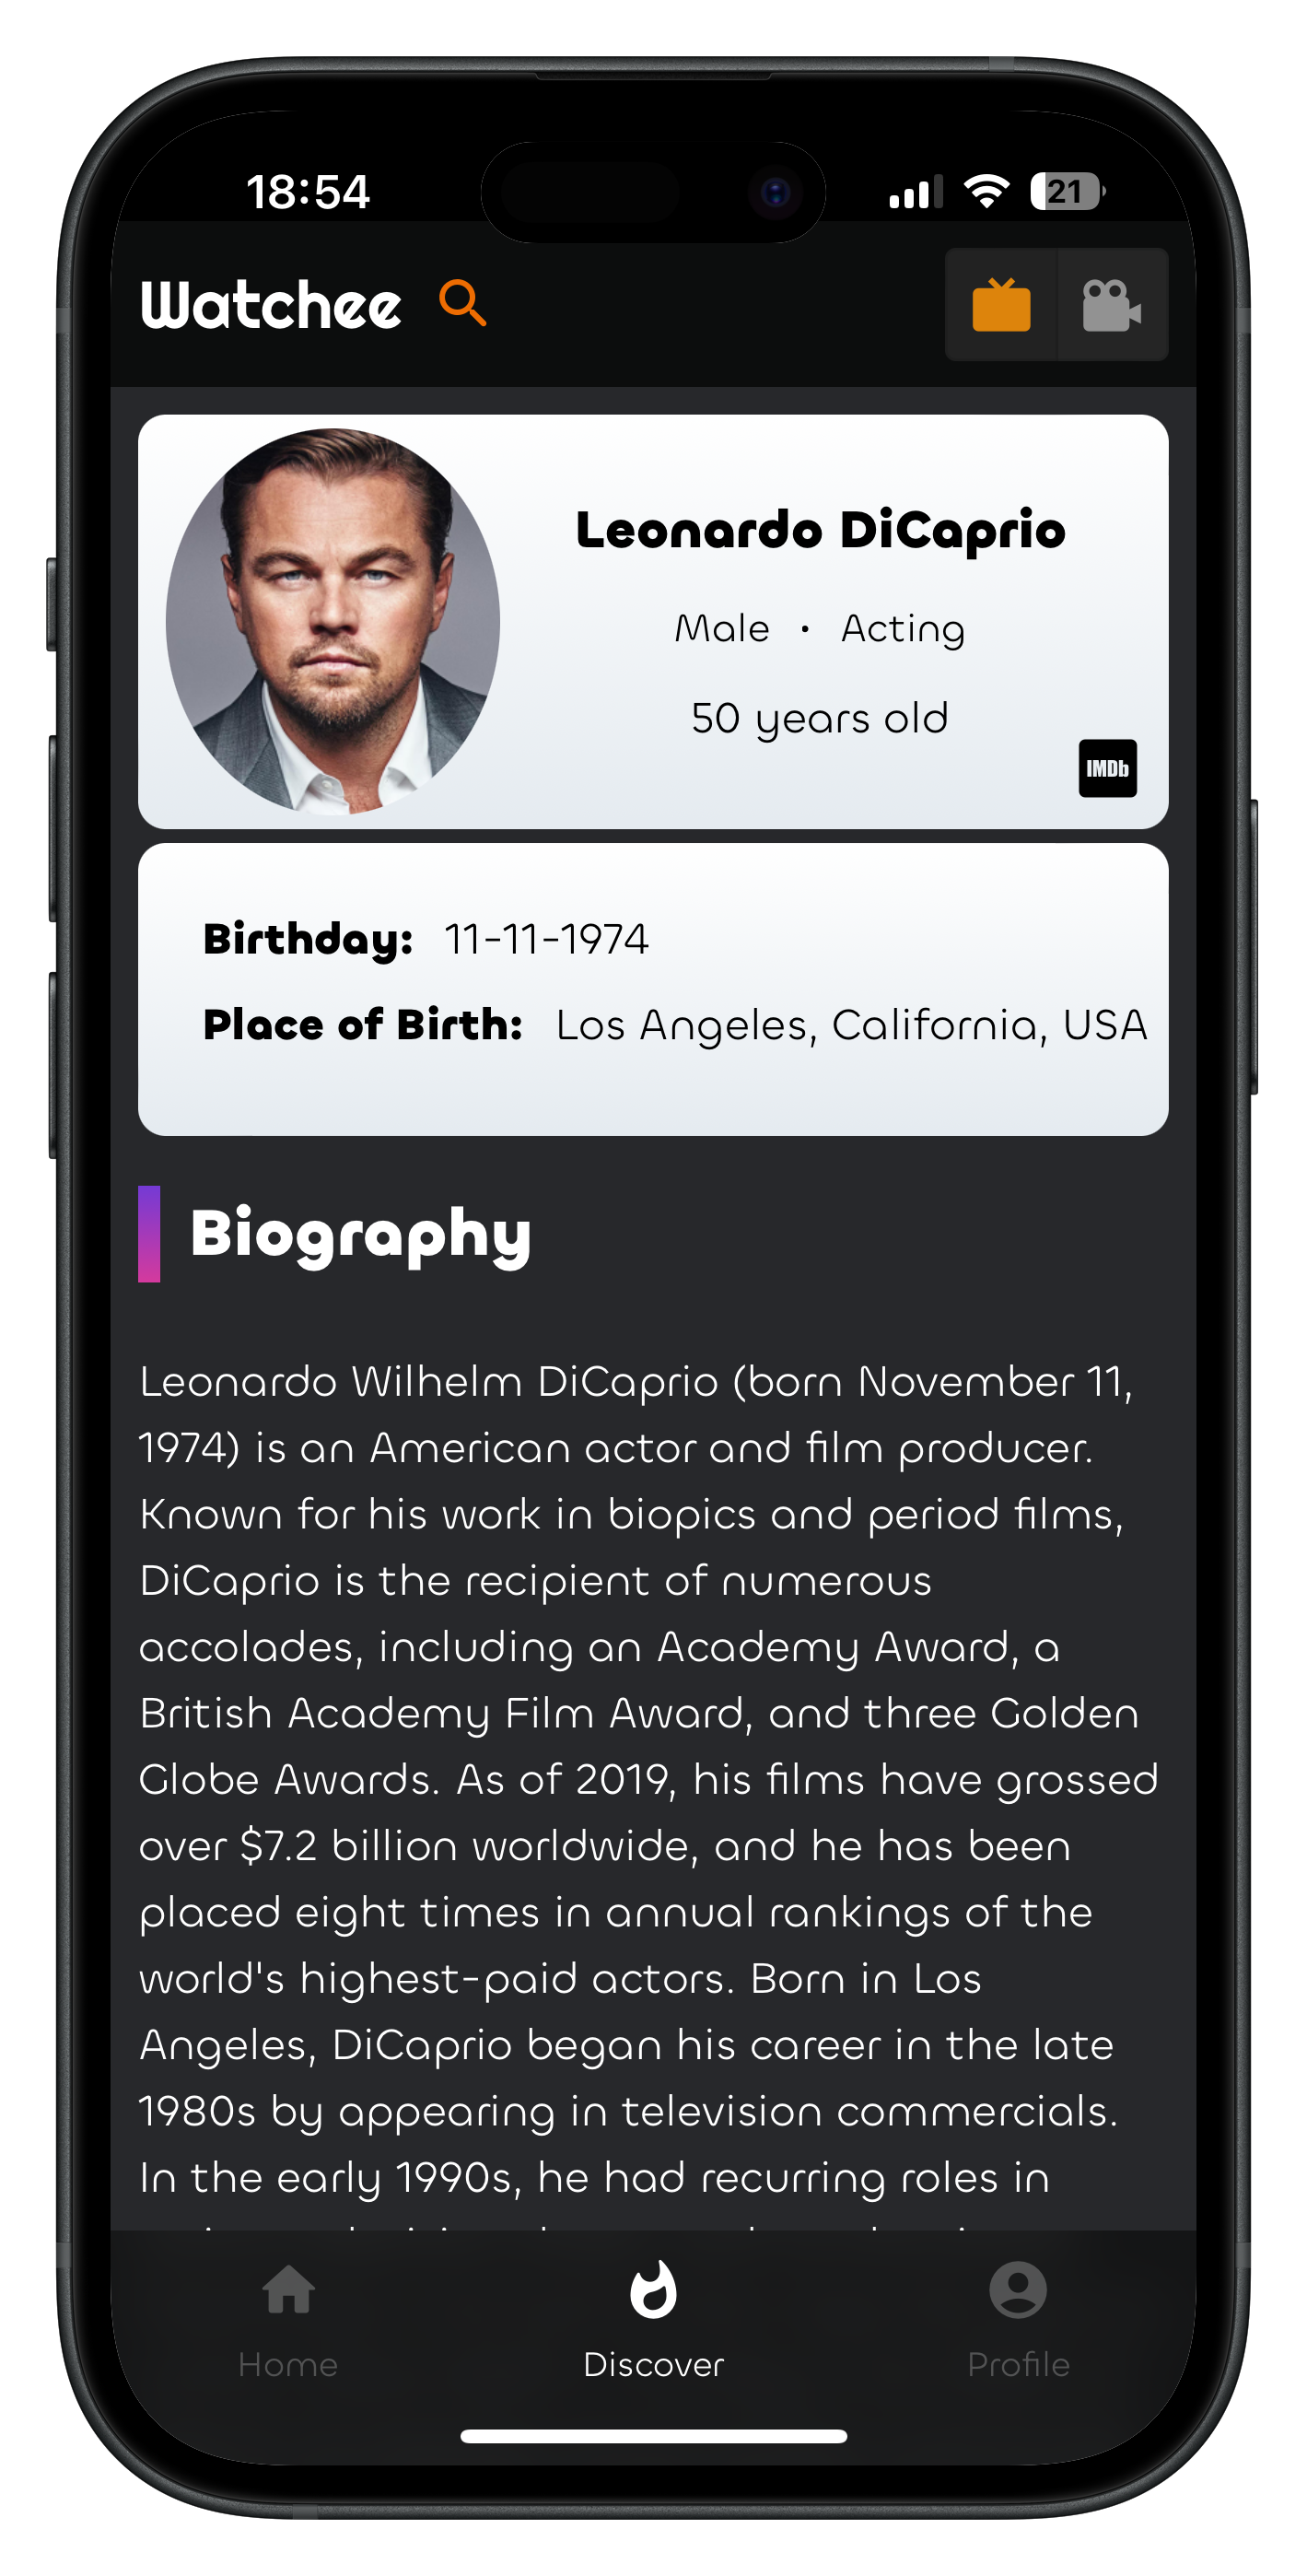 18:54
21
Watchee
Leonardo DiCaprio
Male • Acting
50 years old
IMDb
Birthday: 11-11-1974
Place of Birth: Los Angeles, California, USA
Biography
Leonardo Wilhelm DiCaprio (born November 11,
1974) is an American actor and film producer.
Known for his work in biopics and period films,
DiCaprio is the recipient of numerous
accolades, including an Academy Award, a
British Academy Film Award, and three Golden
Globe Awards. As of 2019, his films have grossed
over $7.2 billion worldwide, and he has been
placed eight times in annual rankings of the
world's highest-paid actors. Born in Los
Angeles, DiCaprio began his career in the late
1980s by appearing in television commercials.
In the early 1990s, he had recurring roles in
Home
Discover
Profile